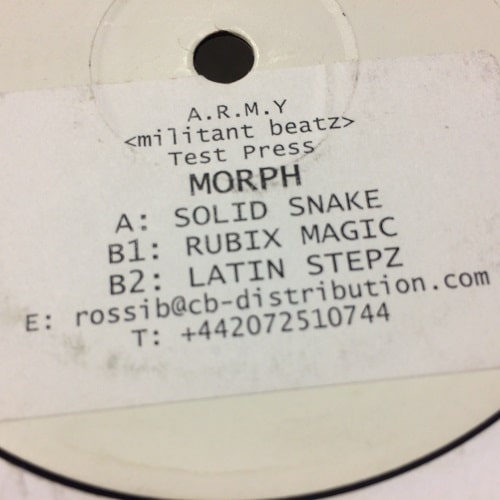 A.R.M.Y
<militant beatz>
Test Press
MORPH
A: SOLID SNAKE
B1: RUBIX MAGIC
B2: LATIN STEPZ
E: rossib@cb-distribution.com
T: +442072510744